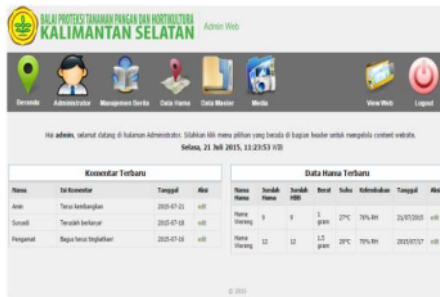 BALAI PROTEKSI TANAMAN PANGAN DAN HORTIKULTURA
KALIMANTAN SELATAN
Admin Web
Beranda Administrator Manajemen Berita Data Hama Data Master Media View Web Logout
Hai admin, selamat datang di halaman Administrator. Silahkan klik menu pilihan yang berada di bagian header untuk mengelola content website.
Selasa, 21 Juli 2015, 11:23:53 WIB
Komentar Terbaru
Nama Isi Komentar Tanggal Aksi
Amin Terus kembangkan 2015-07-21 edit
Suryadi Teruslah berkarya! 2015-07-18 edit
Pengamat Bagus terus tingkatkan! 2015-07-16 edit
Data Hama Terbaru
Nama Hama Jumlah Hama Jumlah HBB Berat Suhu Kelembaban Tanggal Aksi
Hama Wereng 9 9 1 gram 27°C 76% RH 21/07/2015 edit
Hama Wereng 12 12 1.5 gram 28°C 79% RH 2015/07/17 edit
© 2015